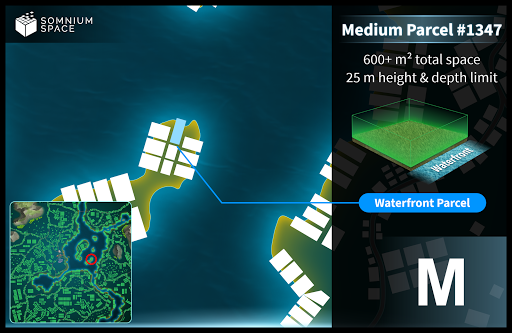 SOMNIUM
SPACE
Medium Parcel #1347
600+ m² total space
25 m height & depth limit
Waterfront
Waterfront Parcel
M